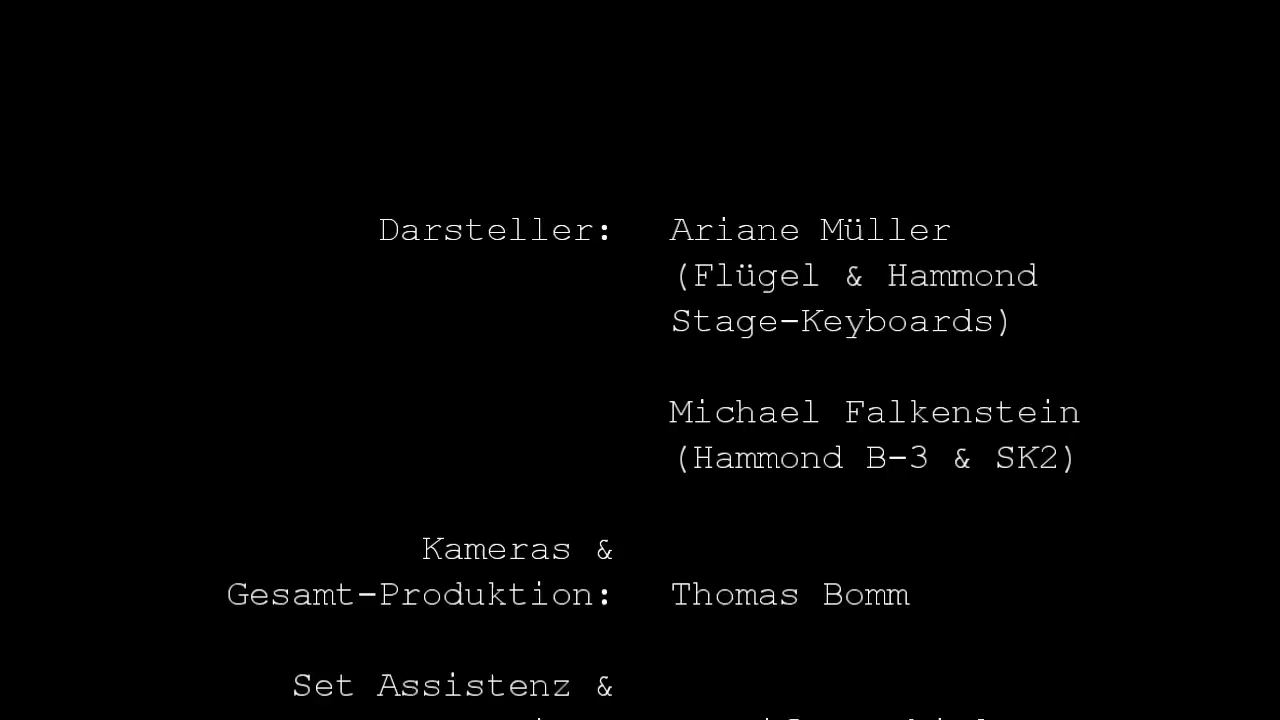 Darsteller: Ariane Müller
(Flügel & Hammond
Stage-Keyboards)
Michael Falkenstein
(Hammond B-3 & SK2)
Kameras &
Gesamt-Produktion: Thomas Bomm
Set Assistenz &